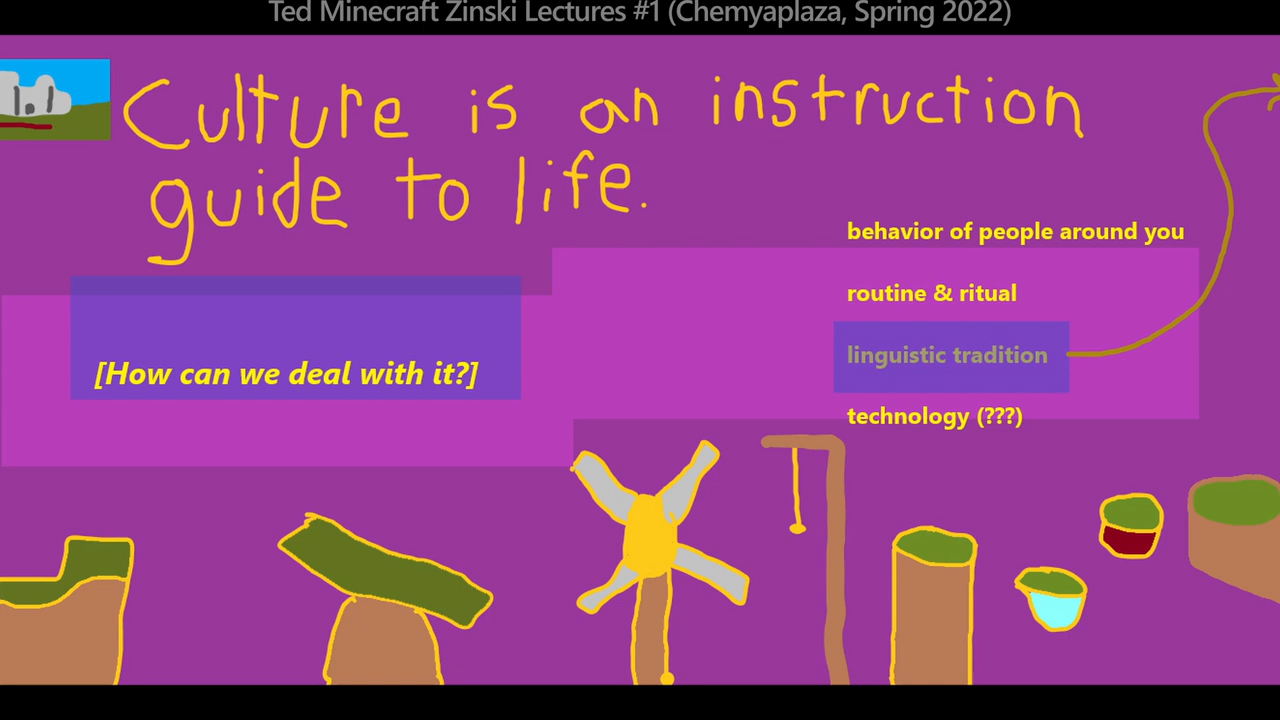 Ted Minecraft Zinski Lectures #1 (Chemyaplaza, Spring 2022)
Culture is an instruction
guide to life.
behavior of people around you
routine & ritual
linguistic tradition
[How can we deal with it?]
technology (???)